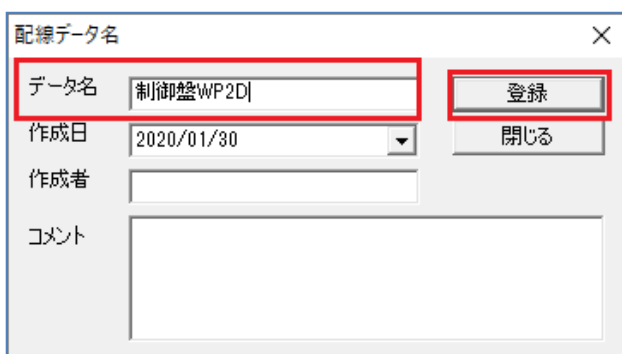 配線データ名
データ名 制御盤WP2D 登録
作成日 2020/01/30 閉じる
作成者
コメント